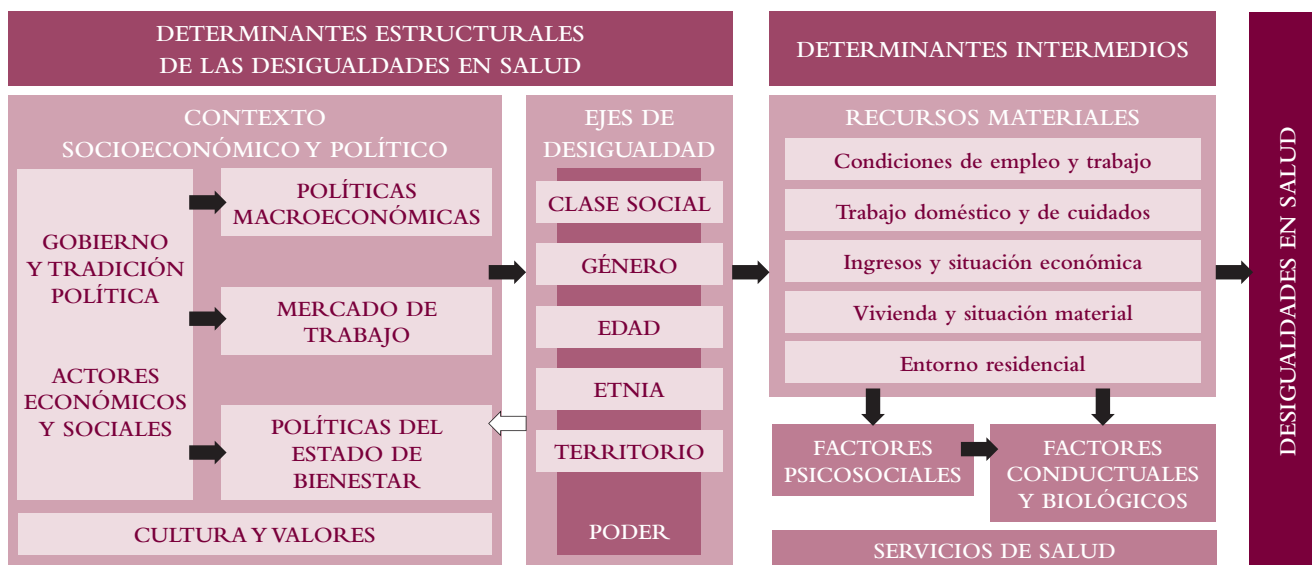 DETERMINANTES ESTRUCTURALES
DE LAS DESIGUALDADES EN SALUD
CONTEXTO
SOCIOECONÓMICO Y POLÍTICO
GOBIERNO
Y TRADICIÓN
POLÍTICA
ACTORES
ECONÓMICOS
Y SOCIALES
POLÍTICAS
MACROECONÓMICAS
MERCADO DE
TRABAJO
POLÍTICAS DEL
ESTADO DE
BIENESTAR
CULTURA Y VALORES
EJES DE
DESIGUALDAD
CLASE SOCIAL
GÉNERO
EDAD
ETNIA
TERRITORIO
PODER
DETERMINANTES INTERMEDIOS
RECURSOS MATERIALES
Condiciones de empleo y trabajo
Trabajo doméstico y de cuidados
Ingresos y situación económica
Vivienda y situación material
Entorno residencial
FACTORES
PSICOSOCIALES
FACTORES
CONDUCTUALES
Y BIOLÓGICOS
SERVICIOS DE SALUD
DESIGUALDADES EN SALUD